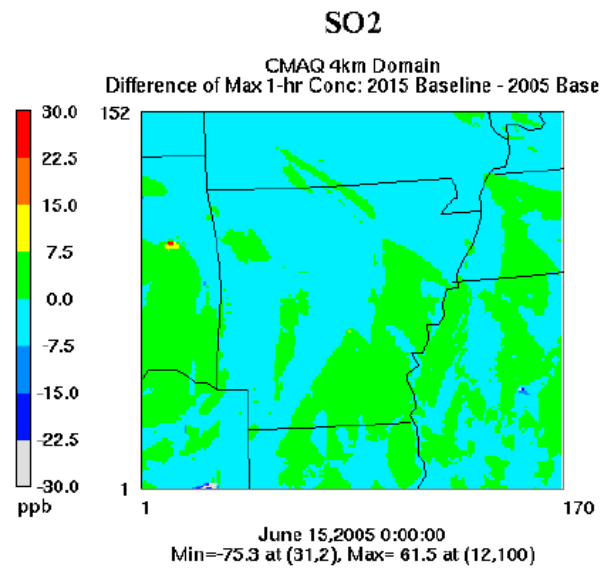 SO2
CMAQ 4km Domain
Difference of Max 1-hr Conc: 2015 Baseline - 2005 Base
30.0
22.5
15.0
7.5
0.0
-7.5
-15.0
-22.5
-30.0
ppb
152
1
1
170
June 15,2005 0:00:00
Min=-75.3 at (31,2), Max= 61.5 at (12,100)